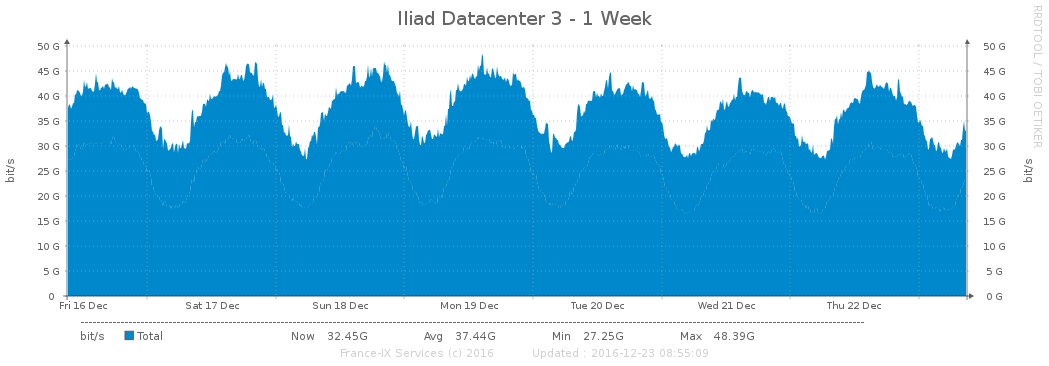 Iliad Datacenter 3 - 1 Week
RRDTOOL / TOBI OETIKER
50 G 50 G
45 G 45 G
40 G 40 G
35 G 35 G
30 G 30 G
25 G 25 G
20 G 20 G
15 G 15 G
10 G 10 G
5 G 5 G
0 0 G
bit/s bit/s
Fri 16 Dec Sat 17 Dec Sun 18 Dec Mon 19 Dec Tue 20 Dec Wed 21 Dec Thu 22 Dec
bit/s Total Now 32.45G Avg 37.44G Min 27.25G Max 48.39G
France-IX Services (c) 2016 Updated : 2016-12-23 08:55:09